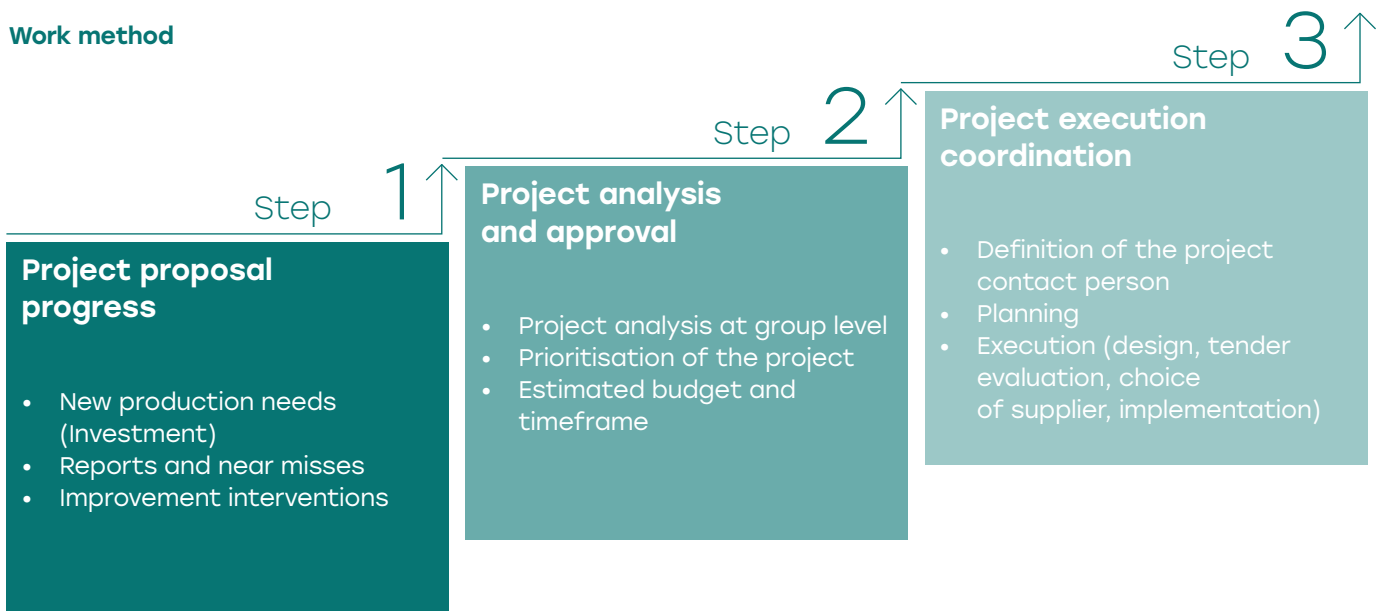 Work method
Step 1
Project proposal
progress
• New production needs
(Investment)
• Reports and near misses
• Improvement interventions
Step 2
Project analysis
and approval
• Project analysis at group level
• Prioritisation of the project
• Estimated budget and
timeframe
Step 3
Project execution
coordination
• Definition of the project
contact person
• Planning
• Execution (design, tender
evaluation, choice
of supplier, implementation)